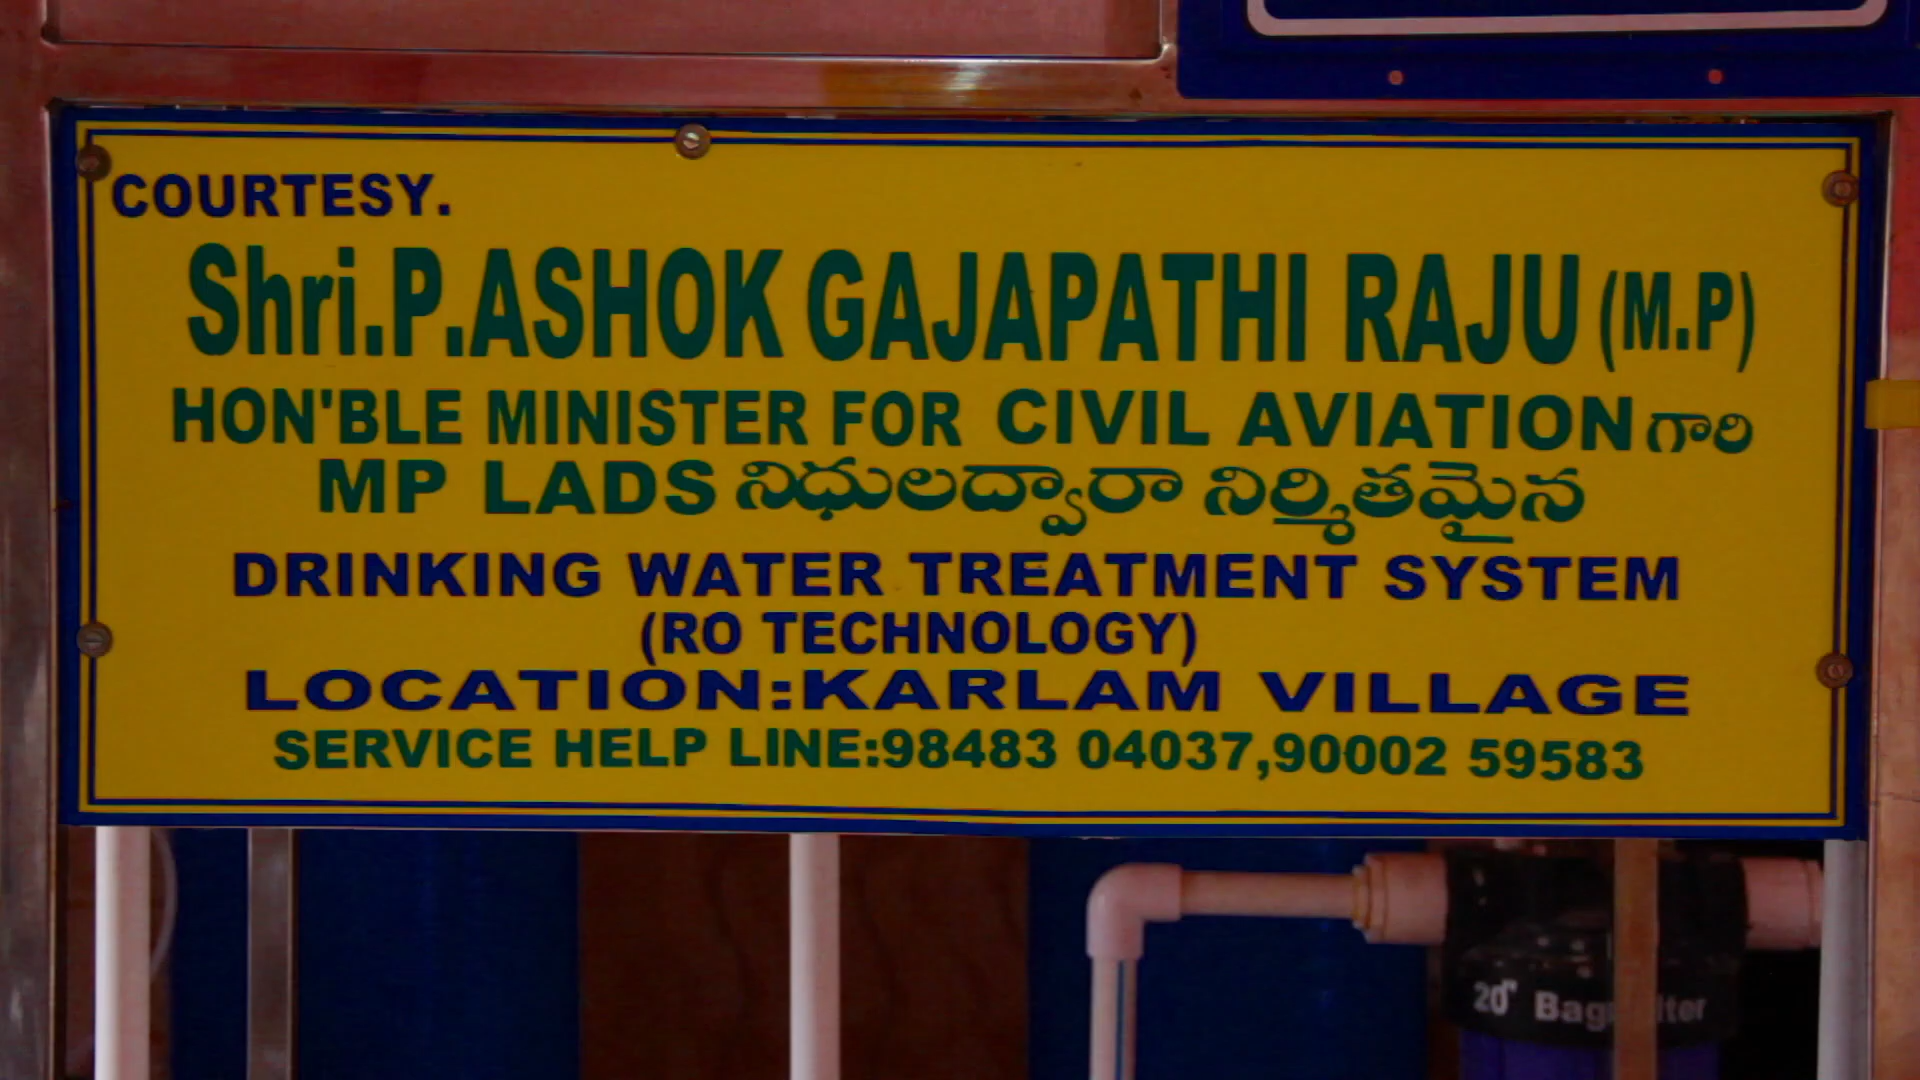 COURTESY.
Shri.P.ASHOK GAJAPATHI RAJU (M.P)
HON'BLE MINISTER FOR CIVIL AVIATION గారి
MP LADS నిధులద్వారా నిర్మితమైన
DRINKING WATER TREATMENT SYSTEM
(RO TECHNOLOGY)
LOCATION:KARLAM VILLAGE
SERVICE HELP LINE:98483 04037,90002 59583
20" Bag